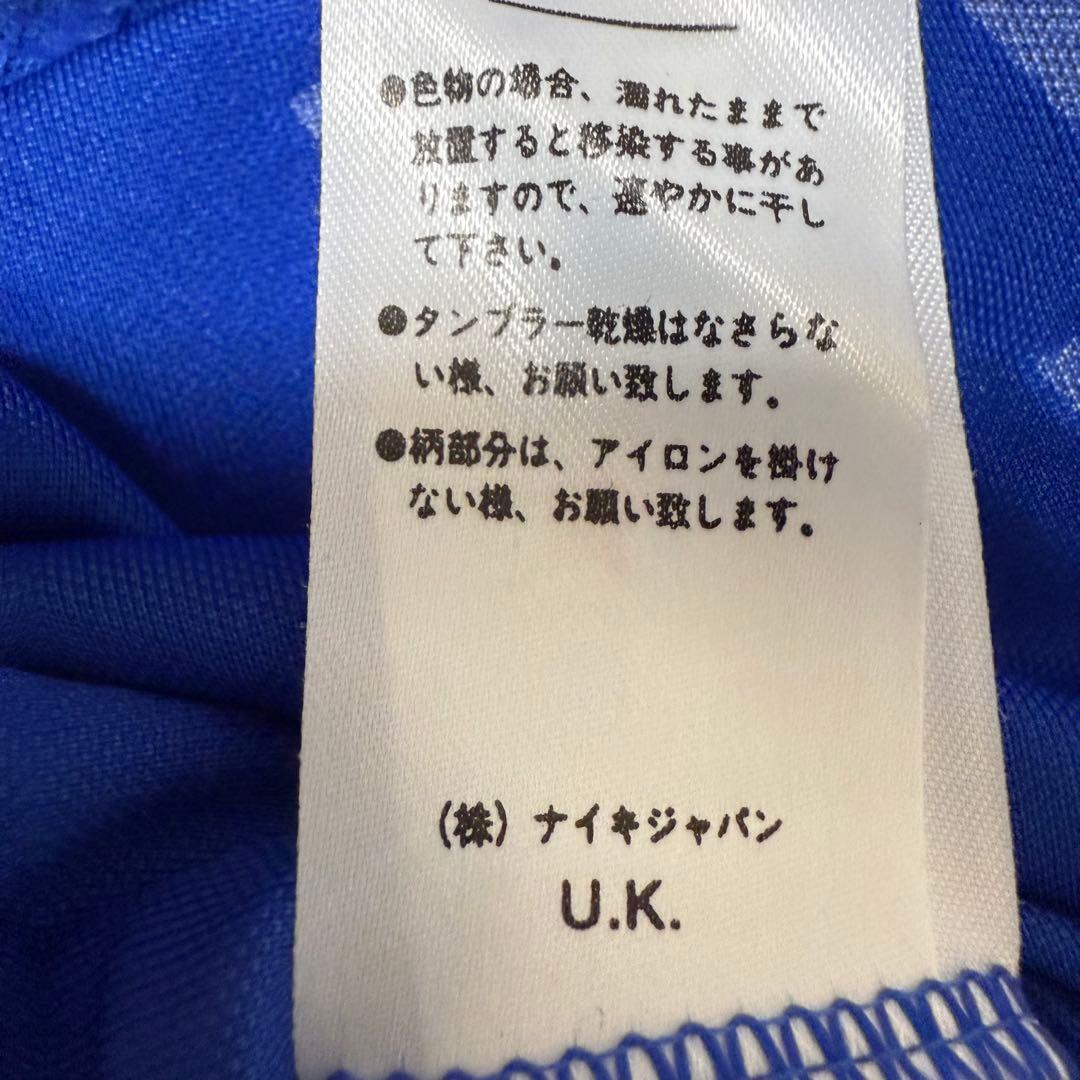 ●色物の場合、濡れたままで
放置すると移染する事があ
りますので、速やかに干し
て下さい。
●タンブラー乾燥はなさらな
い様、お願い致します。
●柄部分は、アイロンを掛け
ない様、お願い致します。
(株) ナイキジャパン
U.K.